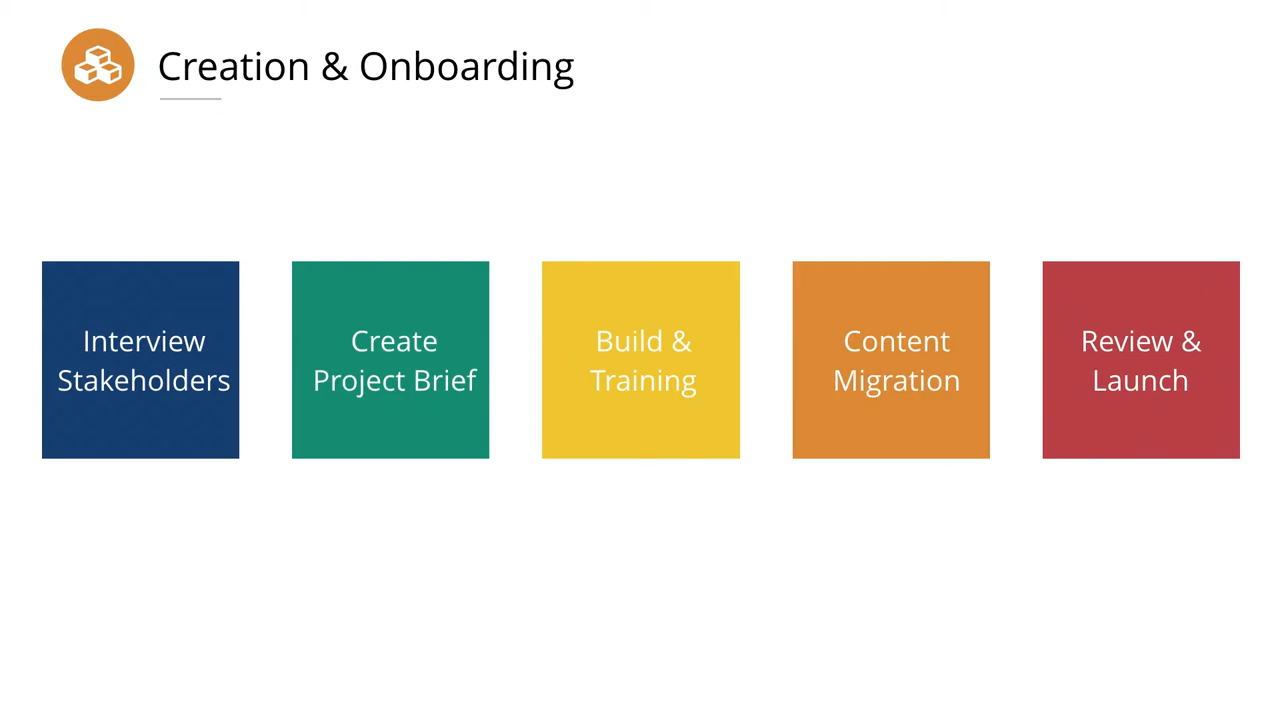 Creation & Onboarding
Interview
Stakeholders
Create
Project Brief
Build &
Training
Content
Migration
Review &
Launch